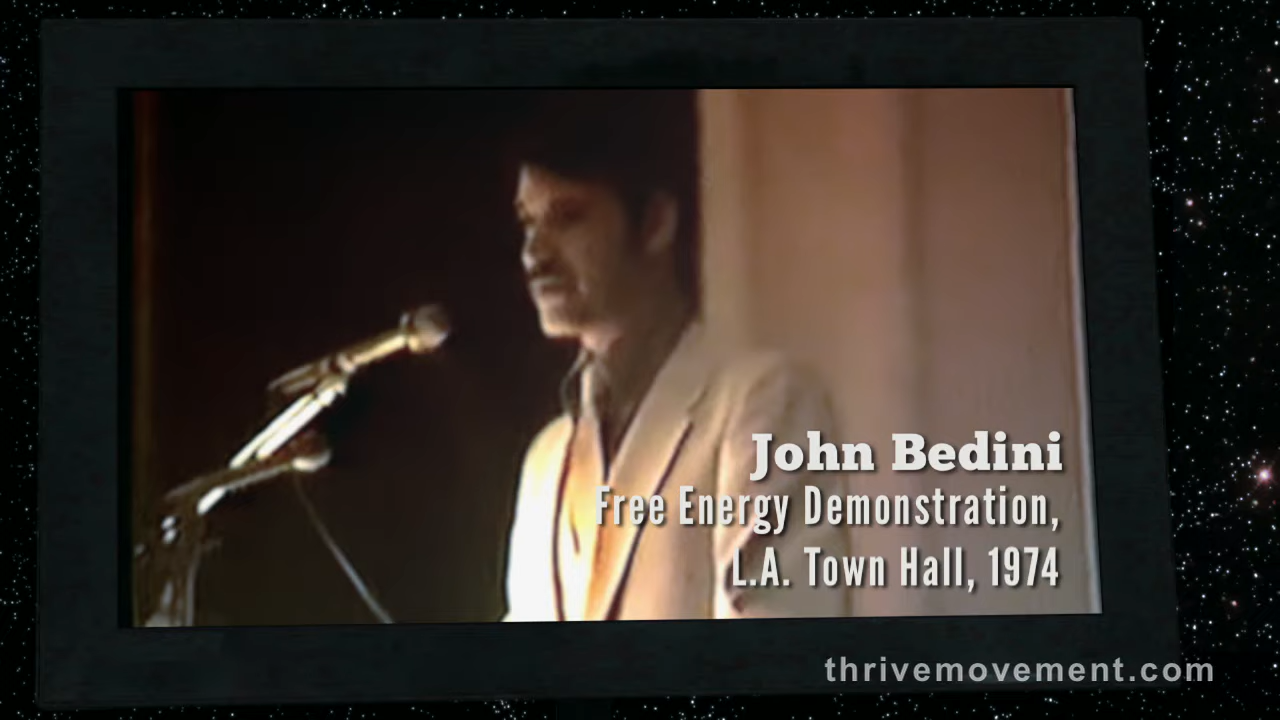 John Bedini
Free Energy Demonstration,
L.A. Town Hall, 1974
thrivemovement.com